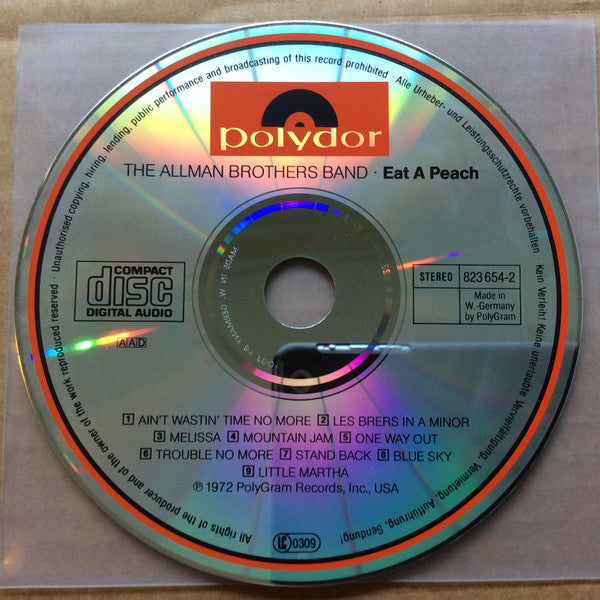 polydor
THE ALLMAN BROTHERS BAND · Eat A Peach
COMPACT
disc
DIGITAL AUDIO
AAD
STEREO
823 654-2
Made in
W.-Germany
by PolyGram
1 AIN'T WASTIN' TIME NO MORE 2 LES BRERS IN A MINOR
3 MELISSA 4 MOUNTAIN JAM 5 ONE WAY OUT
6 TROUBLE NO MORE 7 STAND BACK 8 BLUE SKY
9 LITTLE MARTHA
℗ 1972 PolyGram Records, Inc., USA
LC 0309
All rights of the producer and of the owner of the work reproduced reserved · Unauthorised copying, hiring, lending, public performance and broadcasting of this record prohibited · Alle Urheber- und Leistungsschutzrechte vorbehalten · Kein Verleih! Keine unerlaubte Vervielfältigung, Vermietung, Aufführung, Sendung!
MADE IN W. GERMANY BY PDO